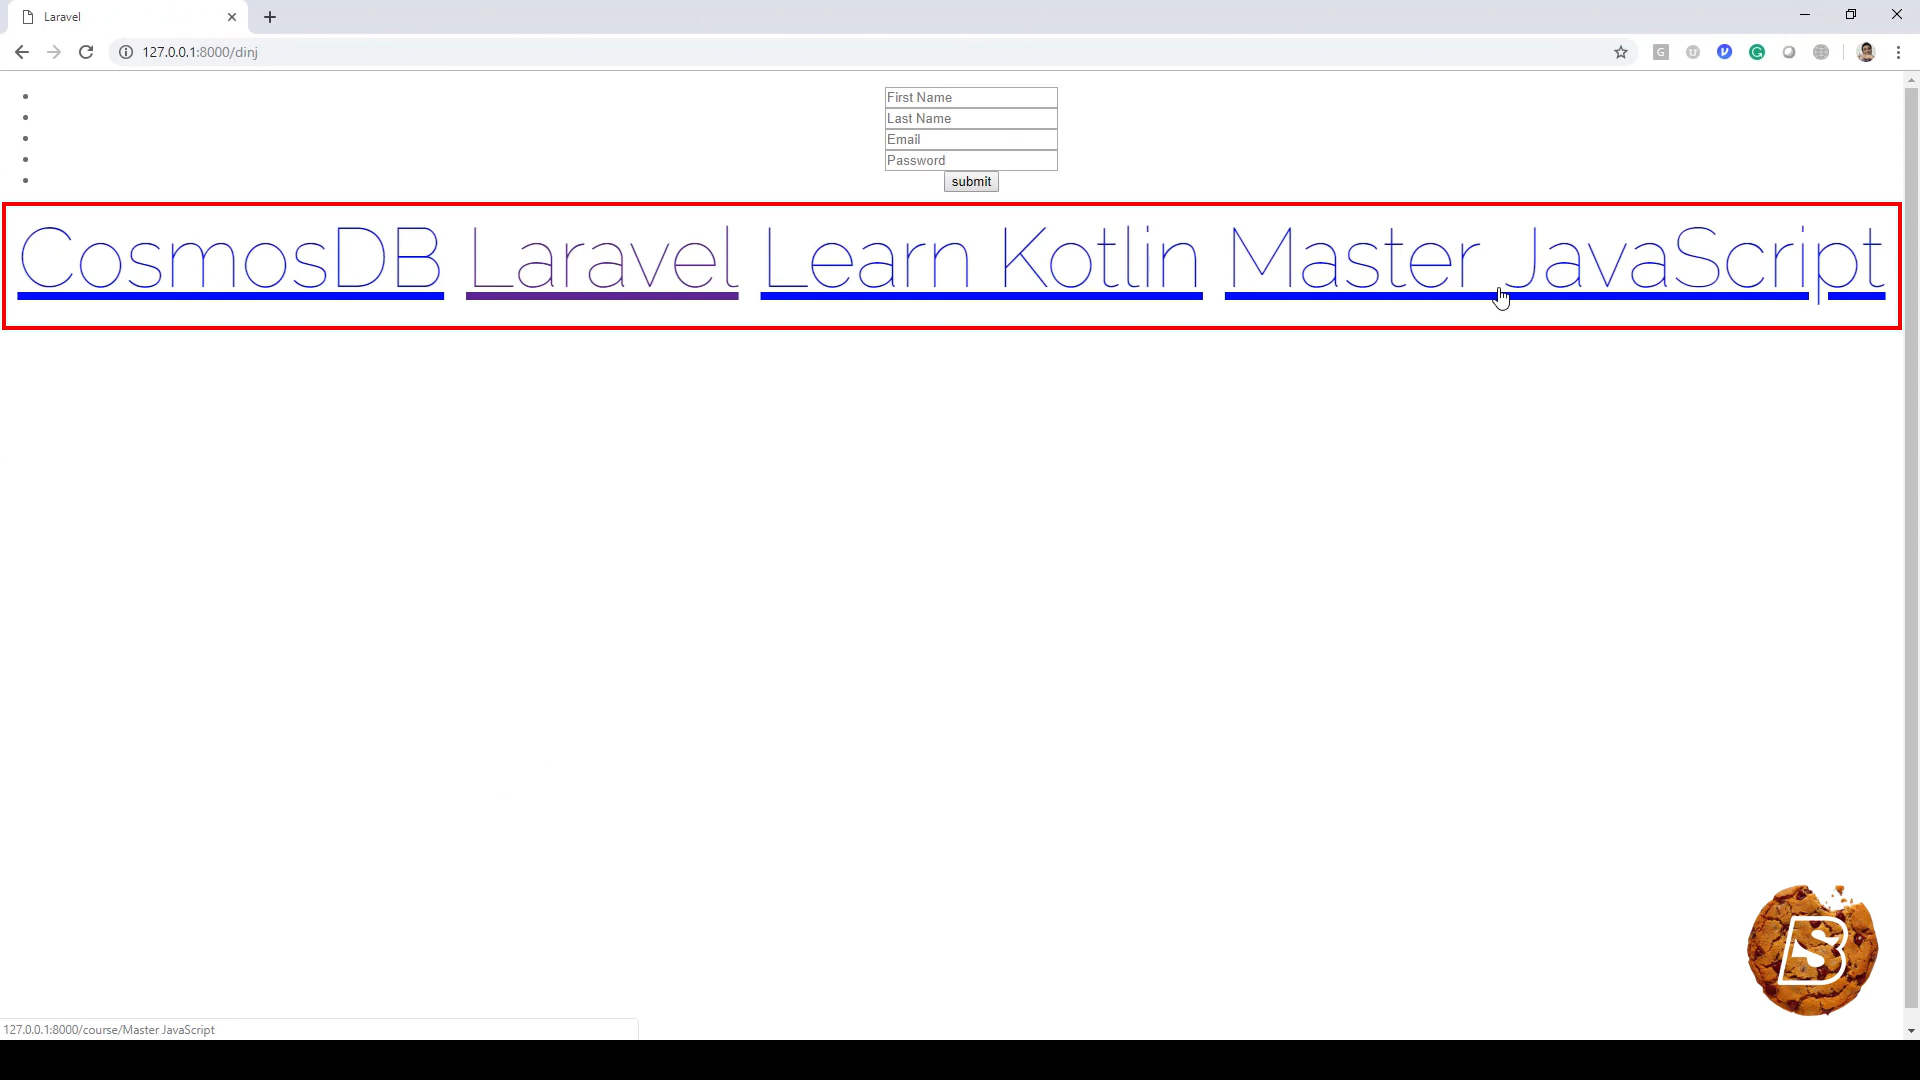 Laravel
127.0.0.1:8000/dinj
First Name
Last Name
Email
Password
submit
CosmosDB Laravel Learn Kotlin Master JavaScript
BS
127.0.0.1:8000/course/Master JavaScript